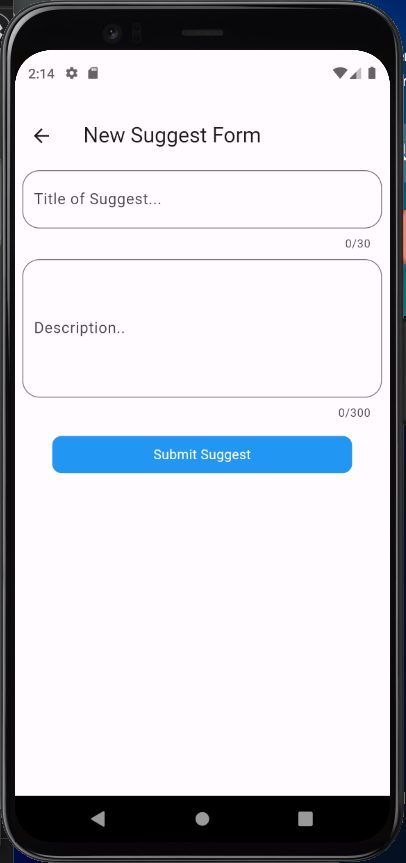 2:14
New Suggest Form
Title of Suggest...
0/30
Description..
0/300
Submit Suggest